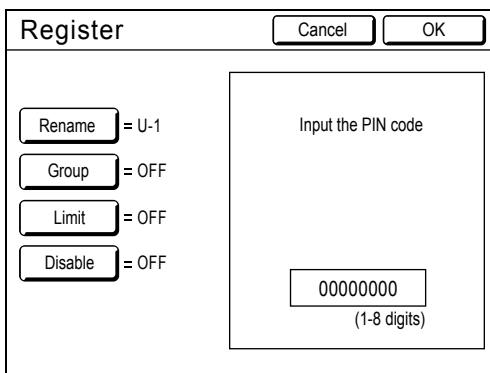 Register
Cancel
OK
Rename = U-1
Input the PIN code
Group = OFF
Limit = OFF
Disable = OFF
00000000
(1-8 digits)